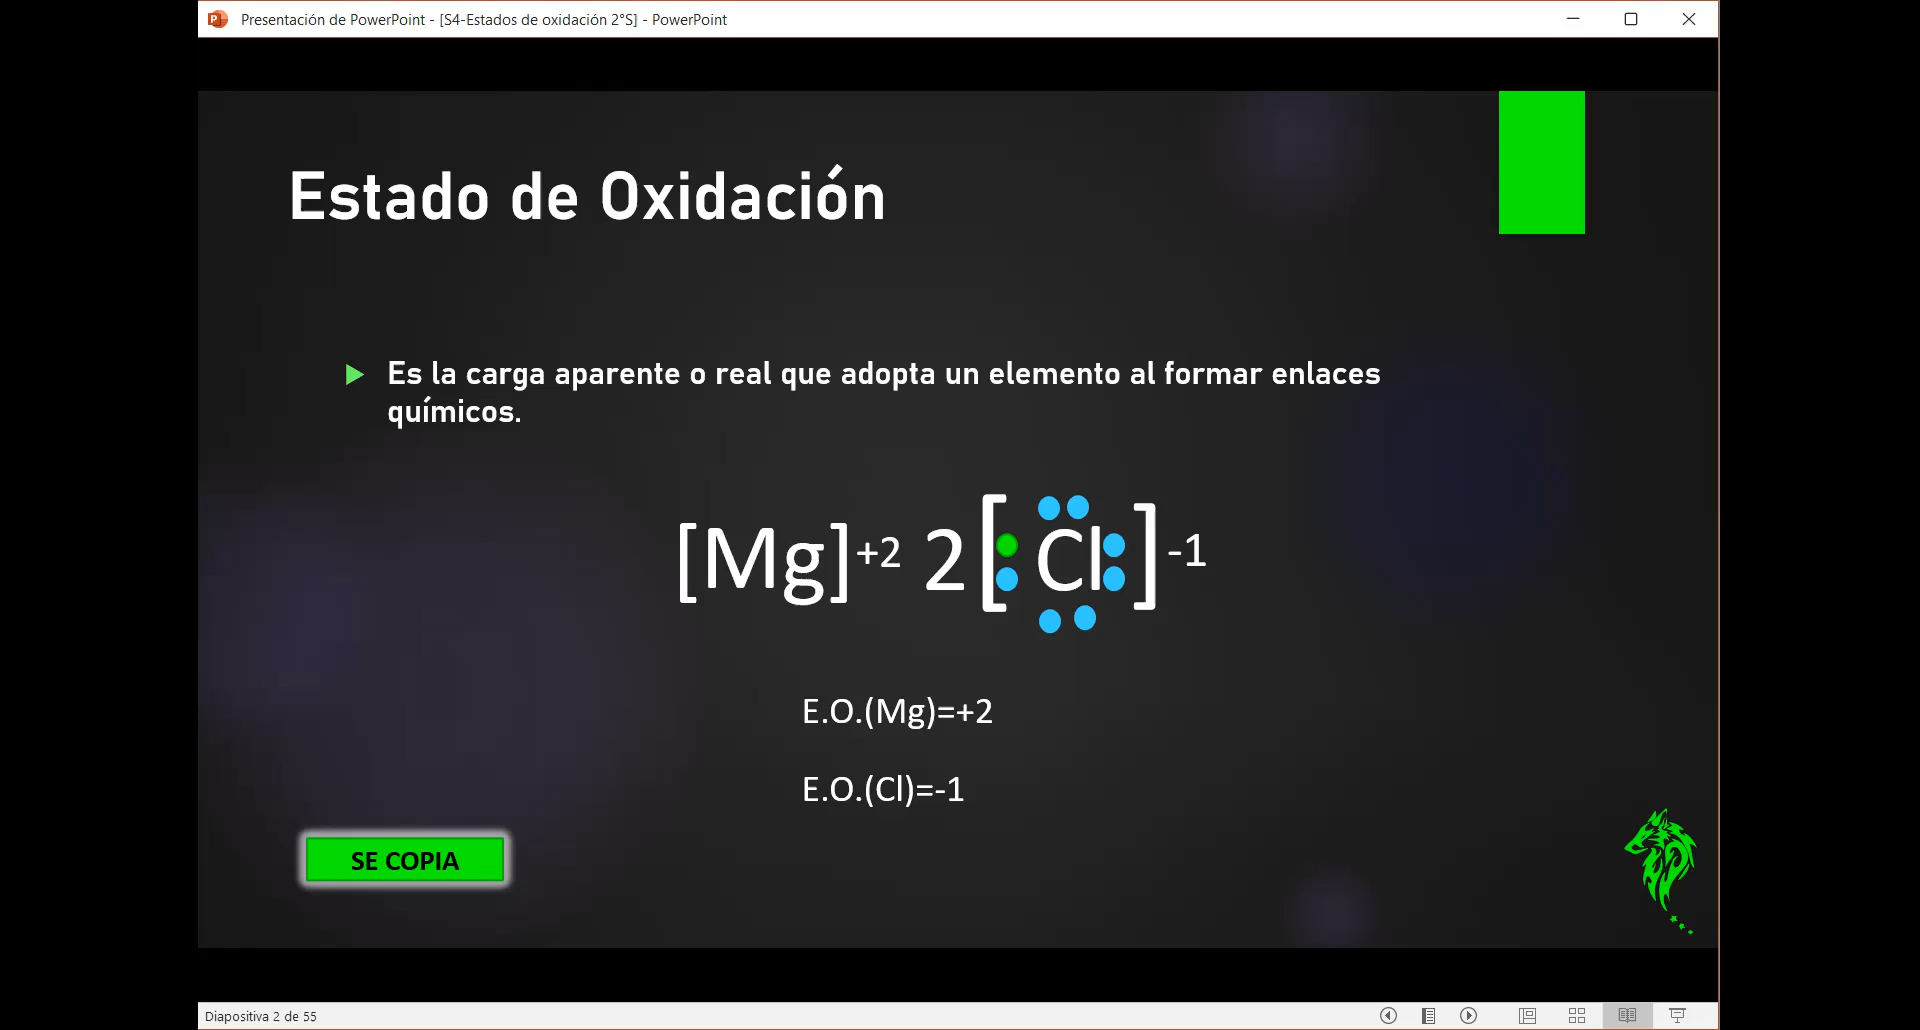 Presentación de PowerPoint - [S4-Estados de oxidación 2°S] - PowerPoint
Estado de Oxidación
Es la carga aparente o real que adopta un elemento al formar enlaces
químicos.
[Mg]+2 2[Cl]-1
E.O.(Mg)=+2
E.O.(Cl)=-1
SE COPIA
Diapositiva 2 de 55